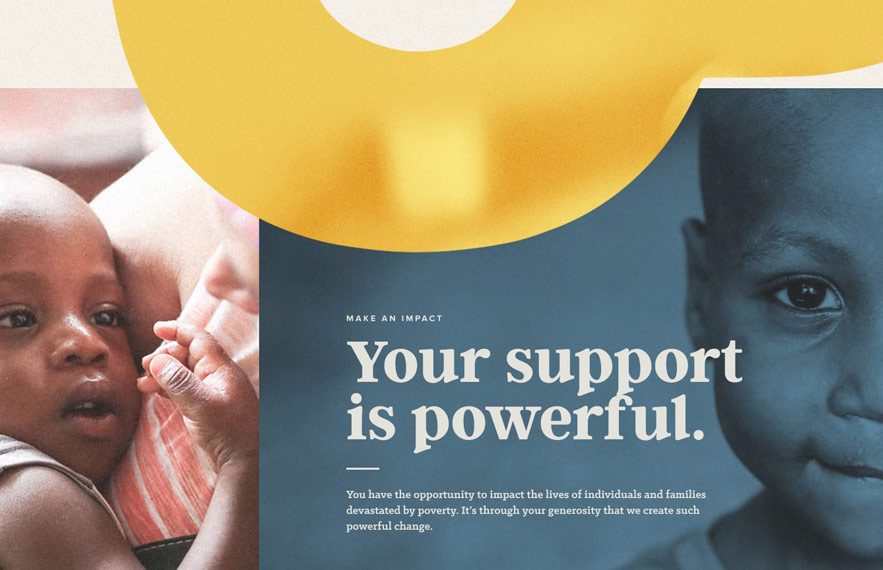 MAKE AN IMPACT
Your support
is powerful.
You have the opportunity to impact the lives of individuals and families
devastated by poverty. It's through your generosity that we create such
powerful change.